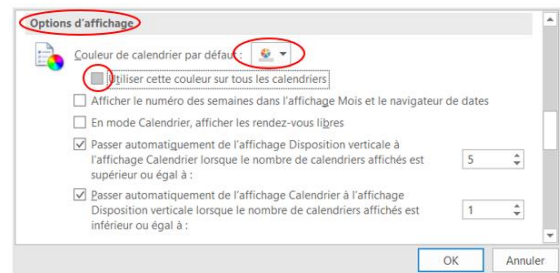 Options d'affichage
Couleur de calendrier par défaut :
Utiliser cette couleur sur tous les calendriers
Afficher le numéro des semaines dans l'affichage Mois et le navigateur de dates
En mode Calendrier, afficher les rendez-vous libres
Passer automatiquement de l'affichage Disposition verticale à
l'affichage Calendrier lorsque le nombre de calendriers affichés est
supérieur ou égal à :
5
Passer automatiquement de l'affichage Calendrier à l'affichage
Disposition verticale lorsque le nombre de calendriers affichés est
inférieur ou égal à :
1
OK
Annuler